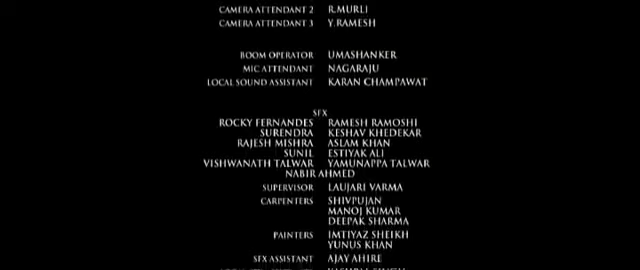 CAMERA ATTENDANT 2 R.MURLI
CAMERA ATTENDANT 3 Y.RAMESH
BOOM OPERATOR UMASHANKER
MIC ATTENDANT NAGARAJU
LOCAL SOUND ASSISTANT KARAN CHAMPAWAT
SFX
ROCKY FERNANDES RAMESH RAMOSHI
SURENDRA KESHAV KHEDEKAR
RAJESH MISHRA ASLAM KHAN
SUNIL ESTIYAK ALI
VISHWANATH TALWAR YAMUNAPPA TALWAR
NABIR AHMED
SUPERVISOR LAUJARI VARMA
CARPENTERS SHIVPUJAN
MANOJ KUMAR
DEEPAK SHARMA
PAINTERS IMTIYAZ SHEIKH
YUNUS KHAN
SFX ASSISTANT AJAY AHIRE